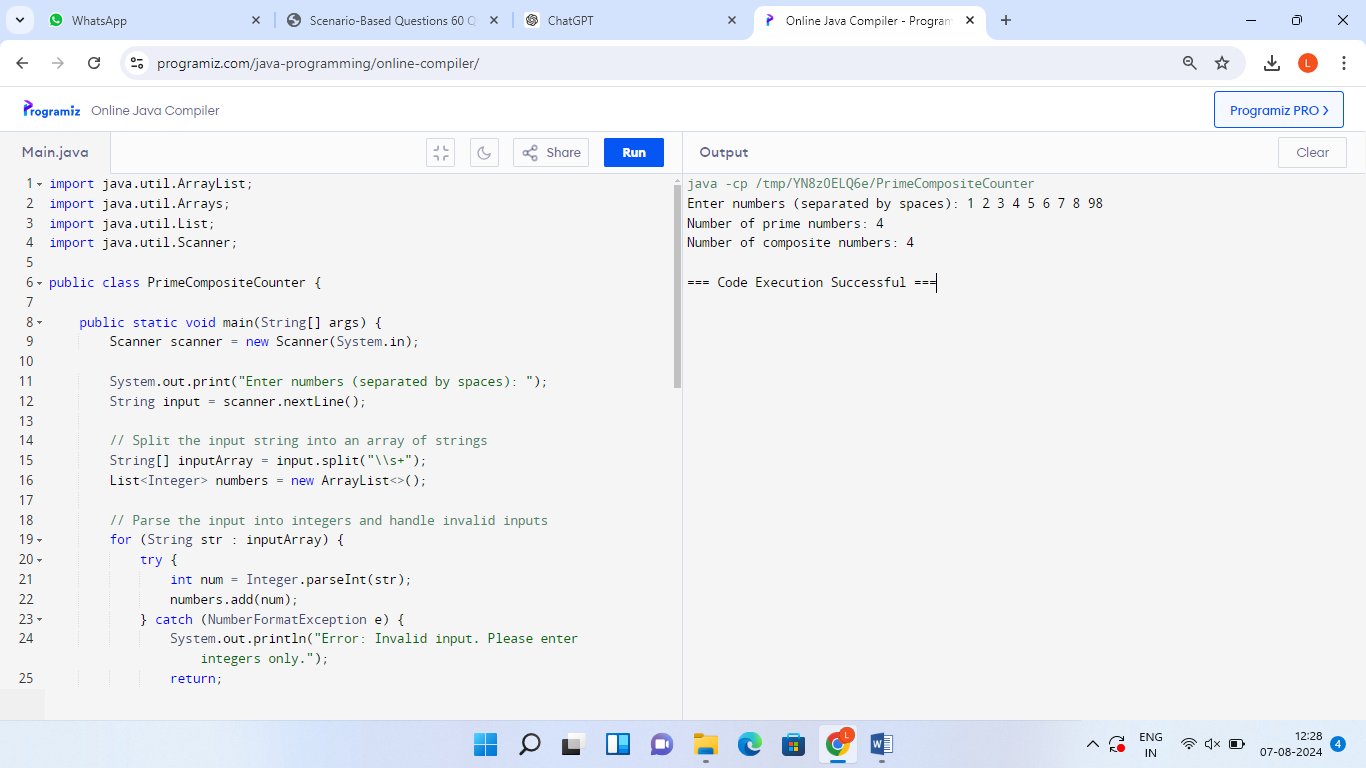 WhatsApp
Scenario-Based Questions 60 Q
ChatGPT
Online Java Compiler - Program
programiz.com/java-programming/online-compiler/
L
Programiz Online Java Compiler
Programiz PRO
Main.java
Share
Run
Output
Clear
1 import java.util.ArrayList;
2 import java.util.Arrays;
3 import java.util.List;
4 import java.util.Scanner;
5
6 public class PrimeCompositeCounter {
7
8 public static void main(String[] args) {
9 Scanner scanner = new Scanner(System.in);
10
11 System.out.print("Enter numbers (separated by spaces): ");
12 String input = scanner.nextLine();
13
14 // Split the input string into an array of strings
15 String[] inputArray = input.split("\\s+");
16 List<Integer> numbers = new ArrayList<>();
17
18 // Parse the input into integers and handle invalid inputs
19 for (String str : inputArray) {
20 try {
21 int num = Integer.parseInt(str);
22 numbers.add(num);
23 } catch (NumberFormatException e) {
24 System.out.println("Error: Invalid input. Please enter
integers only.");
25 return;
java -cp /tmp/YN8zOELQ6e/PrimeCompositeCounter
Enter numbers (separated by spaces): 1 2 3 4 5 6 7 8 98
Number of prime numbers: 4
Number of composite numbers: 4
=== Code Execution Successful ===
L
ENG
IN
12:28
07-08-2024
4